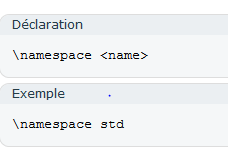 Déclaration
\namespace <name>
Exemple
\namespace std